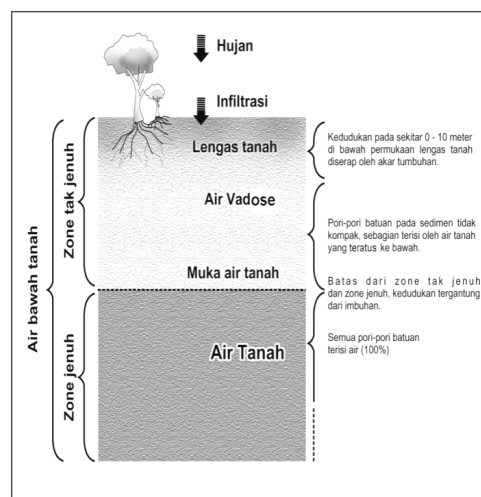 Hujan
Infiltrasi
Lengas tanah
Kedudukan pada sekitar 0 - 10 meter
di bawah permukaan lengas tanah
diserap oleh akar tumbuhan.
Air Vadose
Pori-pori batuan pada sedimen tidak
kompak, sebagian terisi oleh air tanah
yang teratus ke bawah.
Muka air tanah
Batas dari zone tak jenuh
dan zone jenuh, kedudukan tergantung
dari imbuhan.
Air Tanah
Semua pori-pori batuan
terisi air (100%)
Air bawah tanah
Zone tak jenuh
Zone jenuh